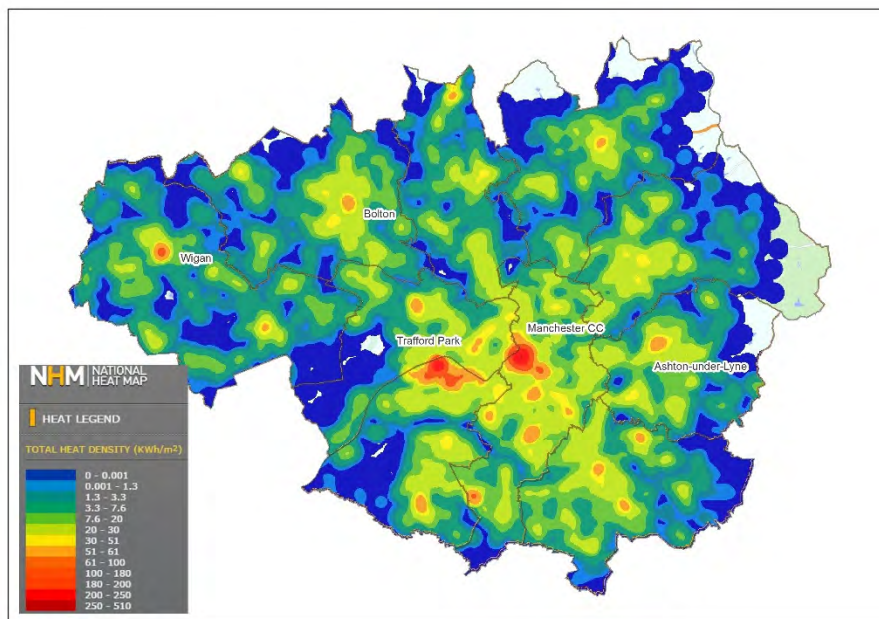 Bolton
Wigan
Manchester CC
Trafford Park
Ashton-under-Lyne
NHM NATIONAL
HEAT MAP
HEAT LEGEND
TOTAL HEAT DENSITY (KWh/m²)
0 - 0.001
0.001 - 1.3
1.3 - 3.3
3.3 - 7.6
7.6 - 20
20 - 30
30 - 51
51 - 61
61 - 100
100 - 180
180 - 200
200 - 250
250 - 510